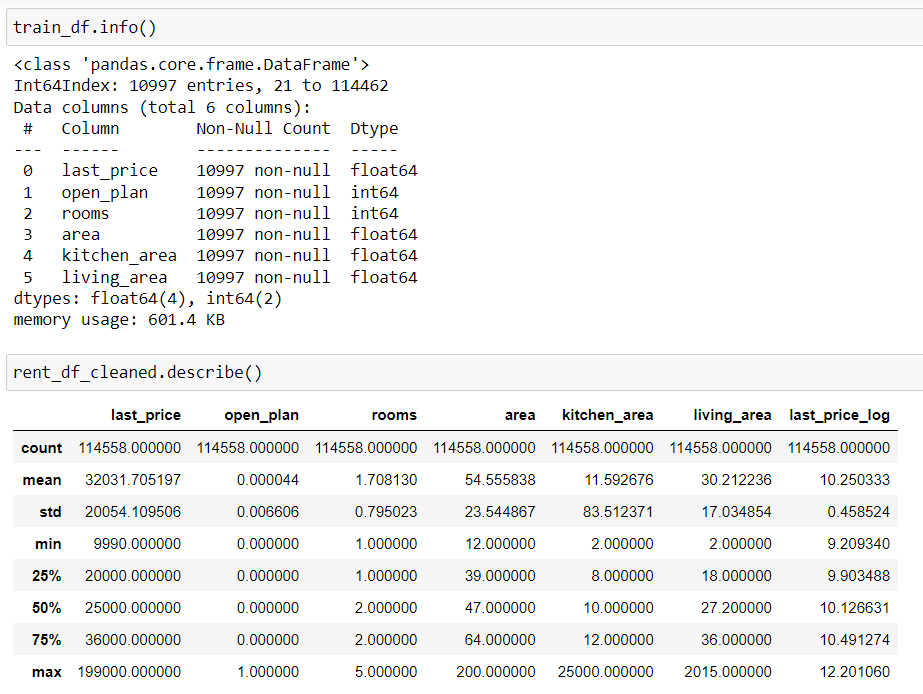 train_df.info()
<class 'pandas.core.frame.DataFrame'>
Int64Index: 10997 entries, 21 to 114462
Data columns (total 6 columns):
 #   Column        Non-Null Count  Dtype
---  ------        --------------  -----
 0   last_price    10997 non-null  float64
 1   open_plan     10997 non-null  int64
 2   rooms         10997 non-null  int64
 3   area          10997 non-null  float64
 4   kitchen_area  10997 non-null  float64
 5   living_area   10997 non-null  float64
dtypes: float64(4), int64(2)
memory usage: 601.4 KB
rent_df_cleaned.describe()
last_price open_plan rooms area kitchen_area living_area last_price_log
count 114558.000000 114558.000000 114558.000000 114558.000000 114558.000000 114558.000000 114558.000000
mean 32031.705197 0.000044 1.708130 54.555838 11.592676 30.212236 10.250333
std 20054.109506 0.006606 0.795023 23.544867 83.512371 17.034854 0.458524
min 9990.000000 0.000000 1.000000 12.000000 2.000000 2.000000 9.209340
25% 20000.000000 0.000000 1.000000 39.000000 8.000000 18.000000 9.903488
50% 25000.000000 0.000000 2.000000 47.000000 10.000000 27.200000 10.126631
75% 36000.000000 0.000000 2.000000 64.000000 12.000000 36.000000 10.491274
max 199000.000000 1.000000 5.000000 200.000000 25000.000000 2015.000000 12.201060